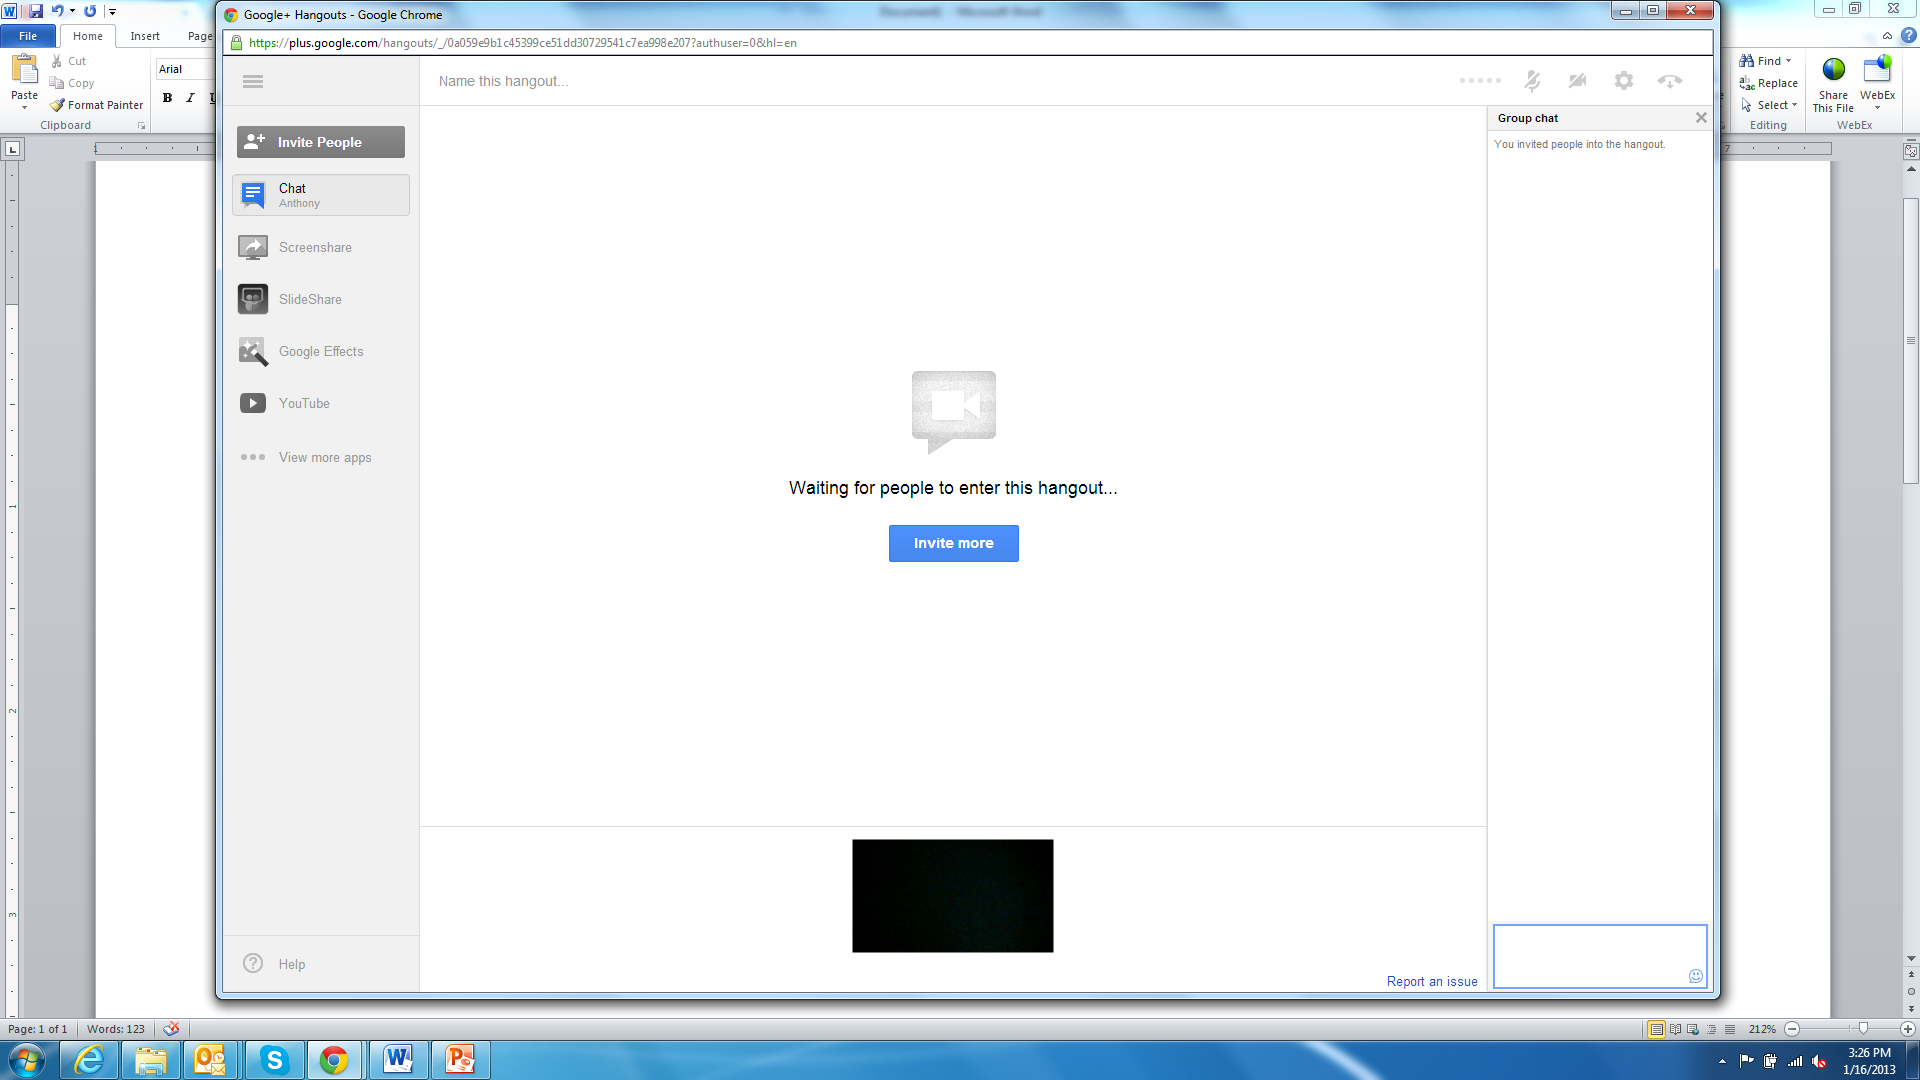 Google+ Hangouts - Google Chrome
File
Home
Insert
Page
https://plus.google.com/hangouts/_/0a059e9b1c45399ce51dd30729541c7ea998e207?authuser=0&hl=en
Paste
Cut
Copy
Format Painter
Clipboard
Arial
B I U
Name this hangout...
Find
Replace
Select
Editing
Share
This File
WebEx
WebEx
Invite People
Chat
Anthony
Screenshare
SlideShare
Google Effects
YouTube
View more apps
Help
Group chat
You invited people into the hangout.
Waiting for people to enter this hangout...
Invite more
Report an issue
1
2
3
7
Page: 1 of 1
Words: 123
212%
3:26 PM
1/16/2013